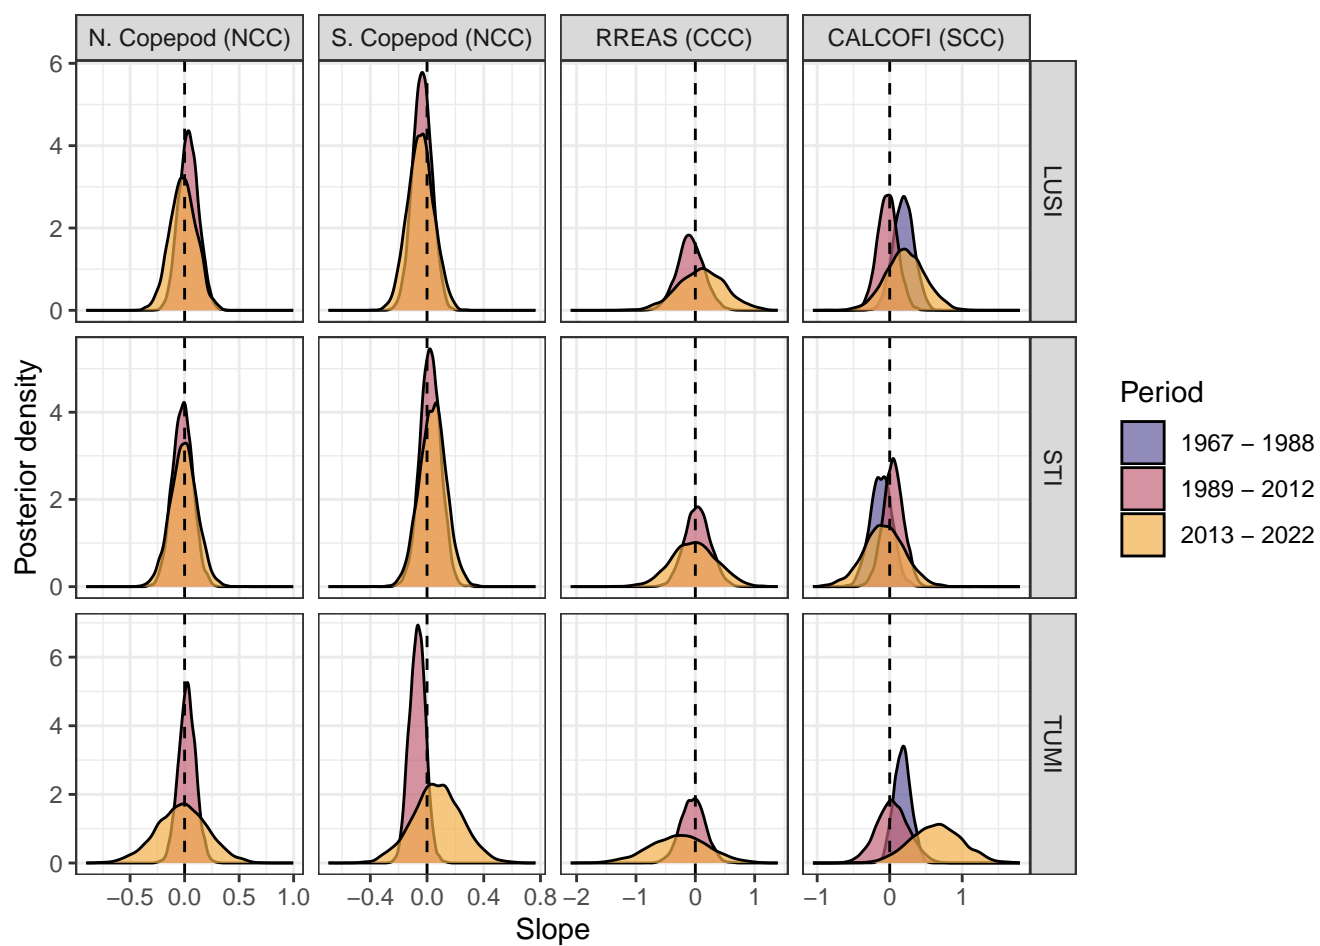 N. Copepod (NCC)
S. Copepod (NCC)
RREAS (CCC)
CALCOFI (SCC)
6
4
2
0
LUSI
4
2
0
STI
6
4
2
0
TUMI
−0.5 0.0 0.5 1.0
−0.4 0.0 0.4 0.8
−2 −1 0 1
−1 0 1
Slope
Posterior density
Period
1967 − 1988
1989 − 2012
2013 − 2022